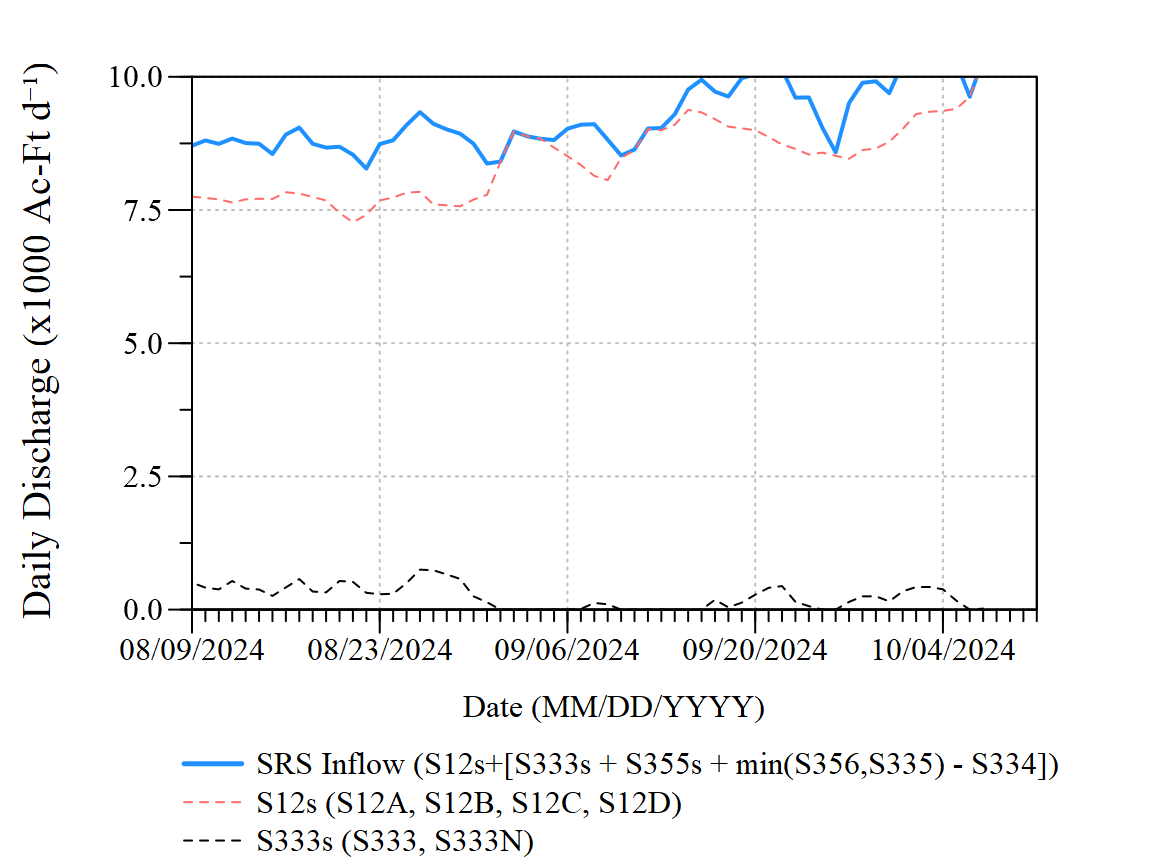 Daily Discharge (x1000 Ac-Ft d⁻¹)
10.0
7.5
5.0
2.5
0.0
08/09/2024 08/23/2024 09/06/2024 09/20/2024 10/04/2024
Date (MM/DD/YYYY)
SRS Inflow (S12s+[S333s + S355s + min(S356,S335) - S334])
S12s (S12A, S12B, S12C, S12D)
S333s (S333, S333N)